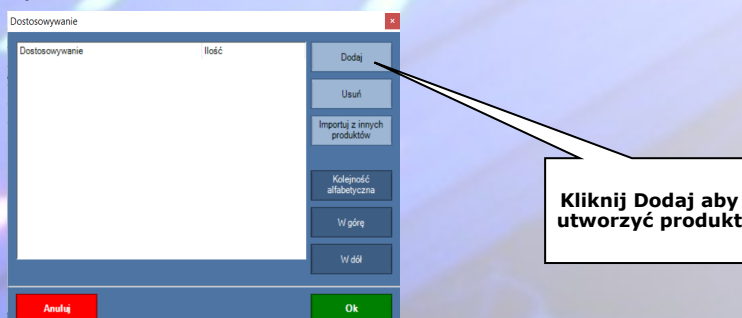 Dostosowywanie
×
Dostosowywanie Ilość
Dodaj
Usuń
Importuj z innych
produktów
Kolejność
alfabetyczna
W górę
W dół
Anuluj
Ok
Kliknij Dodaj aby
utworzyć produkt